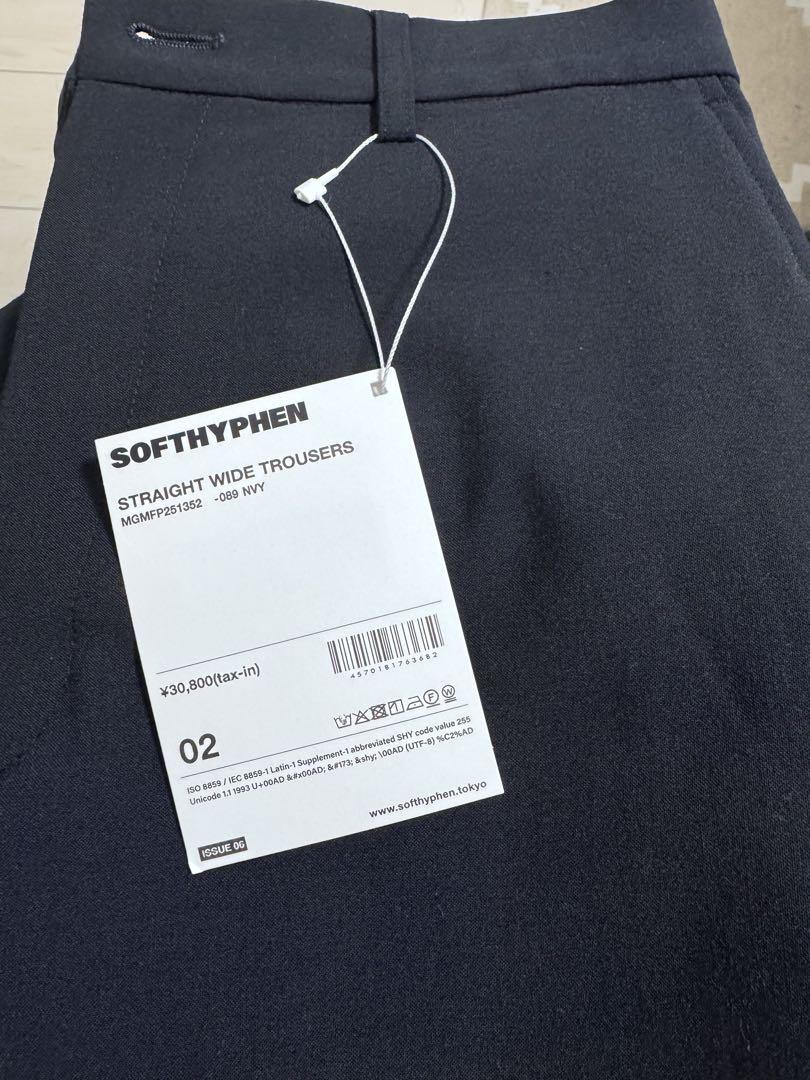 SOFTHYPHEN
STRAIGHT WIDE TROUSERS
MGMFP251352 -089 NVY
4570181763682
¥30,800(tax-in)
02
ISO 8859 / IEC 8859-1 Latin-1 Supplement-1 abbreviated SHY code value 255
Unicode 1.1 1993 U+00AD &#x00AD; &#173; &shy; \00AD (UTF-8) %C2%AD
www.softhyphen.tokyo
ISSUE 06